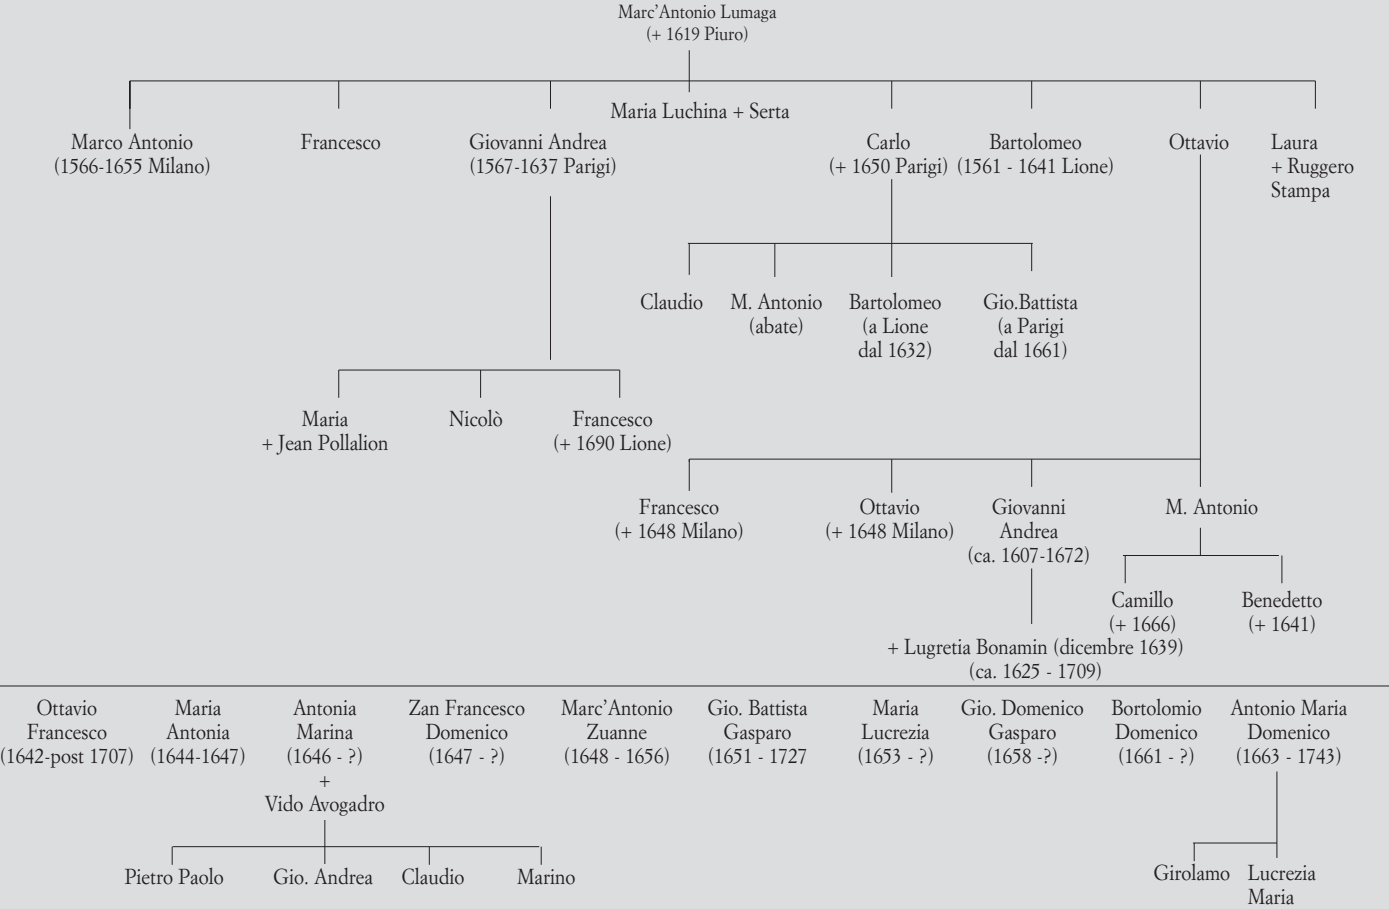 Marc'Antonio Lumaga
(+ 1619 Piuro)
Maria Luchina + Serta
Marco Antonio
(1566-1655 Milano)
Francesco
Giovanni Andrea
(1567-1637 Parigi)
Carlo
(+ 1650 Parigi)
Bartolomeo
(1561 - 1641 Lione)
Ottavio
Laura
+ Ruggero
Stampa
Claudio
M. Antonio
(abate)
Bartolomeo
(a Lione
dal 1632)
Gio.Battista
(a Parigi
dal 1661)
Maria
+ Jean Pollalion
Nicolò
Francesco
(+ 1690 Lione)
Francesco
(+ 1648 Milano)
Ottavio
(+ 1648 Milano)
Giovanni
Andrea
(ca. 1607-1672)
M. Antonio
Camillo
(+ 1666)
Benedetto
(+ 1641)
+ Lugretia Bonamin (dicembre 1639)
(ca. 1625 - 1709)
Ottavio
Francesco
(1642-post 1707)
Maria
Antonia
(1644-1647)
Antonia
Marina
(1646 - ?)
+
Vido Avogadro
Zan Francesco
Domenico
(1647 - ?)
Marc'Antonio
Zuanne
(1648 - 1656)
Gio. Battista
Gasparo
(1651 - 1727
Maria
Lucrezia
(1653 - ?)
Gio. Domenico
Gasparo
(1658 -?)
Bortolomio
Domenico
(1661 - ?)
Antonio Maria
Domenico
(1663 - 1743)
Pietro Paolo
Gio. Andrea
Claudio
Marino
Girolamo
Lucrezia
Maria